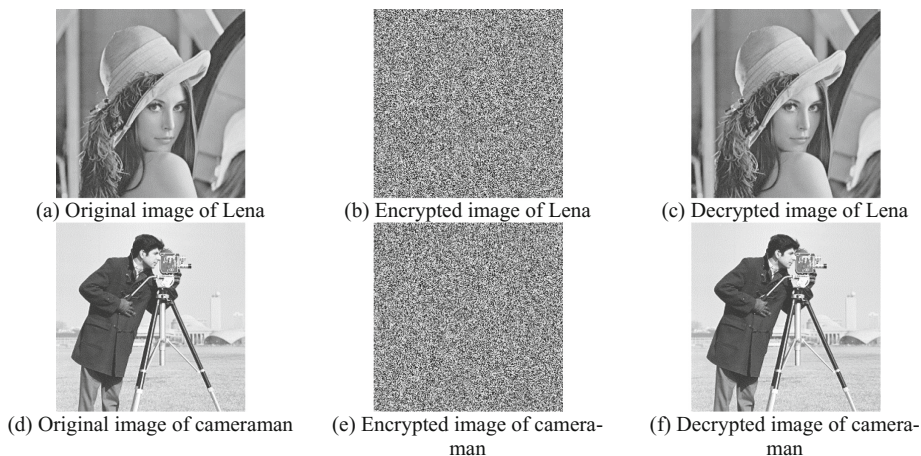 (a) Original image of Lena
(b) Encrypted image of Lena
(c) Decrypted image of Lena
(d) Original image of cameraman
(e) Encrypted image of camera-
man
(f) Decrypted image of camera-
man